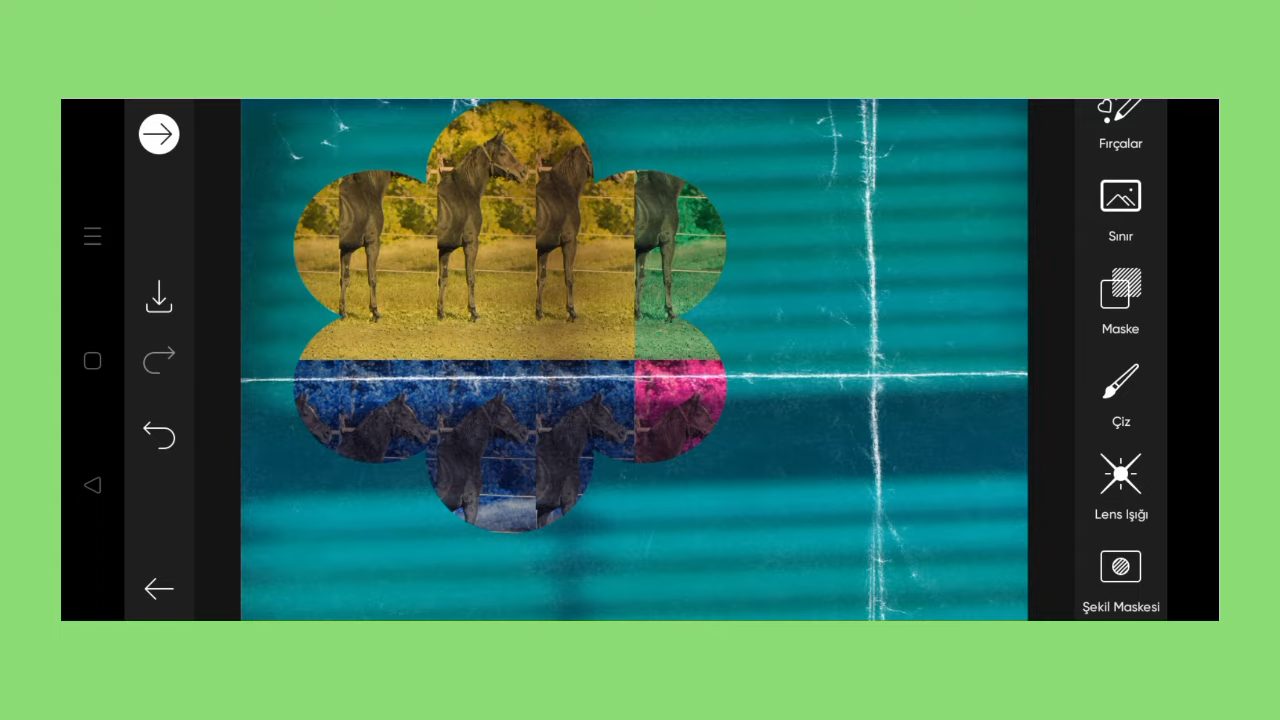 Fırçalar
Sınır
Maske
Çiz
Lens Işığı
Şekil Maskesi